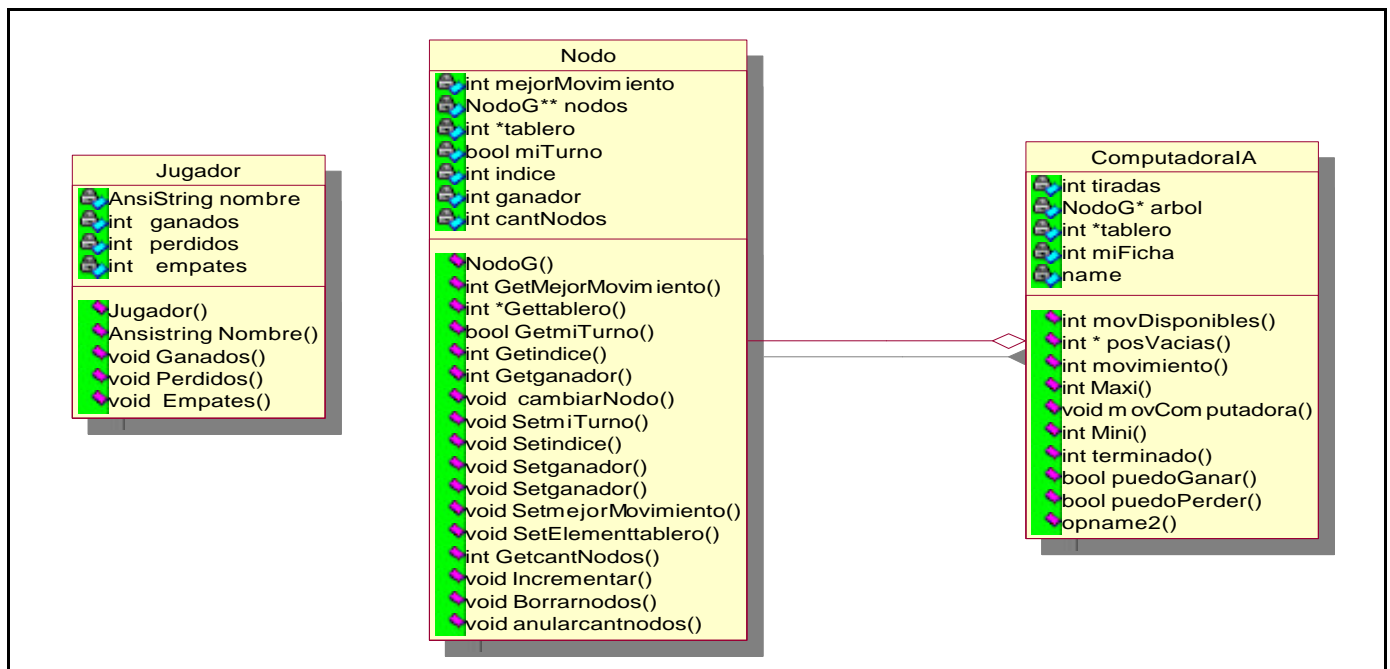 Jugador
AnsiString nombre
int ganados
int perdidos
int empates
Jugador()
Ansistring Nombre()
void Ganados()
void Perdidos()
void Empates()
Nodo
int mejorMovimiento
NodoG** nodos
int *tablero
bool miTurno
int indice
int ganador
int cantNodos
NodoG()
int GetMejorMovimiento()
int *Gettablero()
bool GetmiTurno()
int Getindice()
int Getganador()
void cambiarNodo()
void SetmiTurno()
void Setindice()
void Setganador()
void Setganador()
void SetmejorMovimiento()
void SetElementtablero()
int GetcantNodos()
void Incrementar()
void Borrarnodos()
void anularcantnodos()
ComputadoraIA
int tiradas
NodoG* arbol
int *tablero
int miFicha
name
int movDisponibles()
int * posVacias()
int movimiento()
int Maxi()
void movComputadora()
int Mini()
int terminado()
bool puedoGanar()
bool puedoPerder()
opname2()